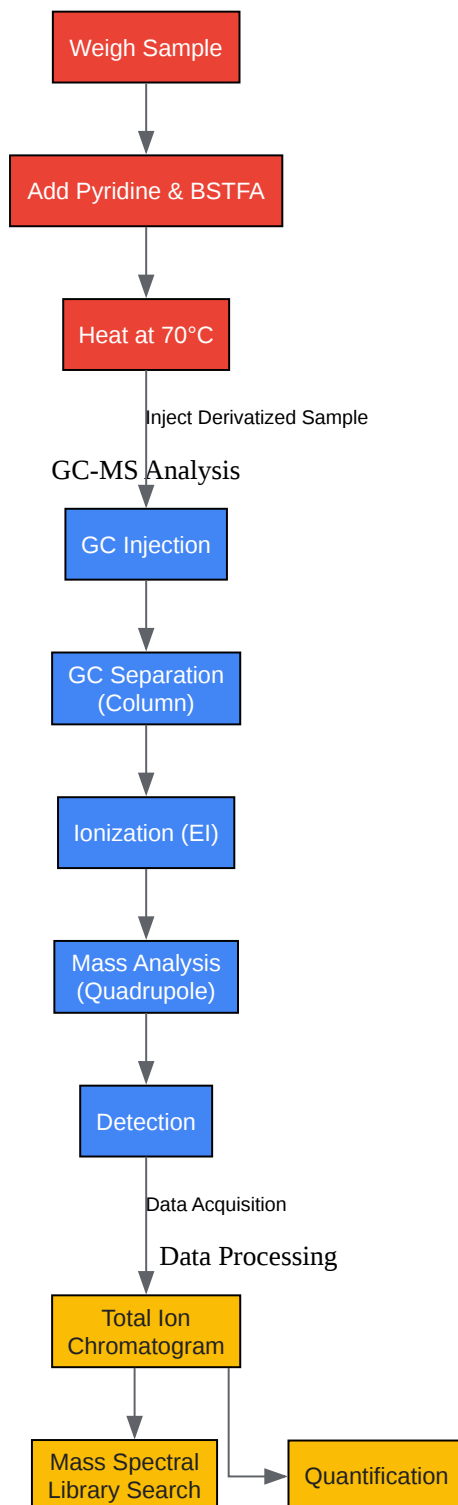 Weigh Sample
Add Pyridine & BSTFA
Heat at 70°C
Inject Derivatized Sample
GC-MS Analysis
GC Injection
GC Separation
(Column)
Ionization (EI)
Mass Analysis
(Quadrupole)
Detection
Data Acquisition
Data Processing
Total Ion
Chromatogram
Mass Spectral
Library Search
Quantification